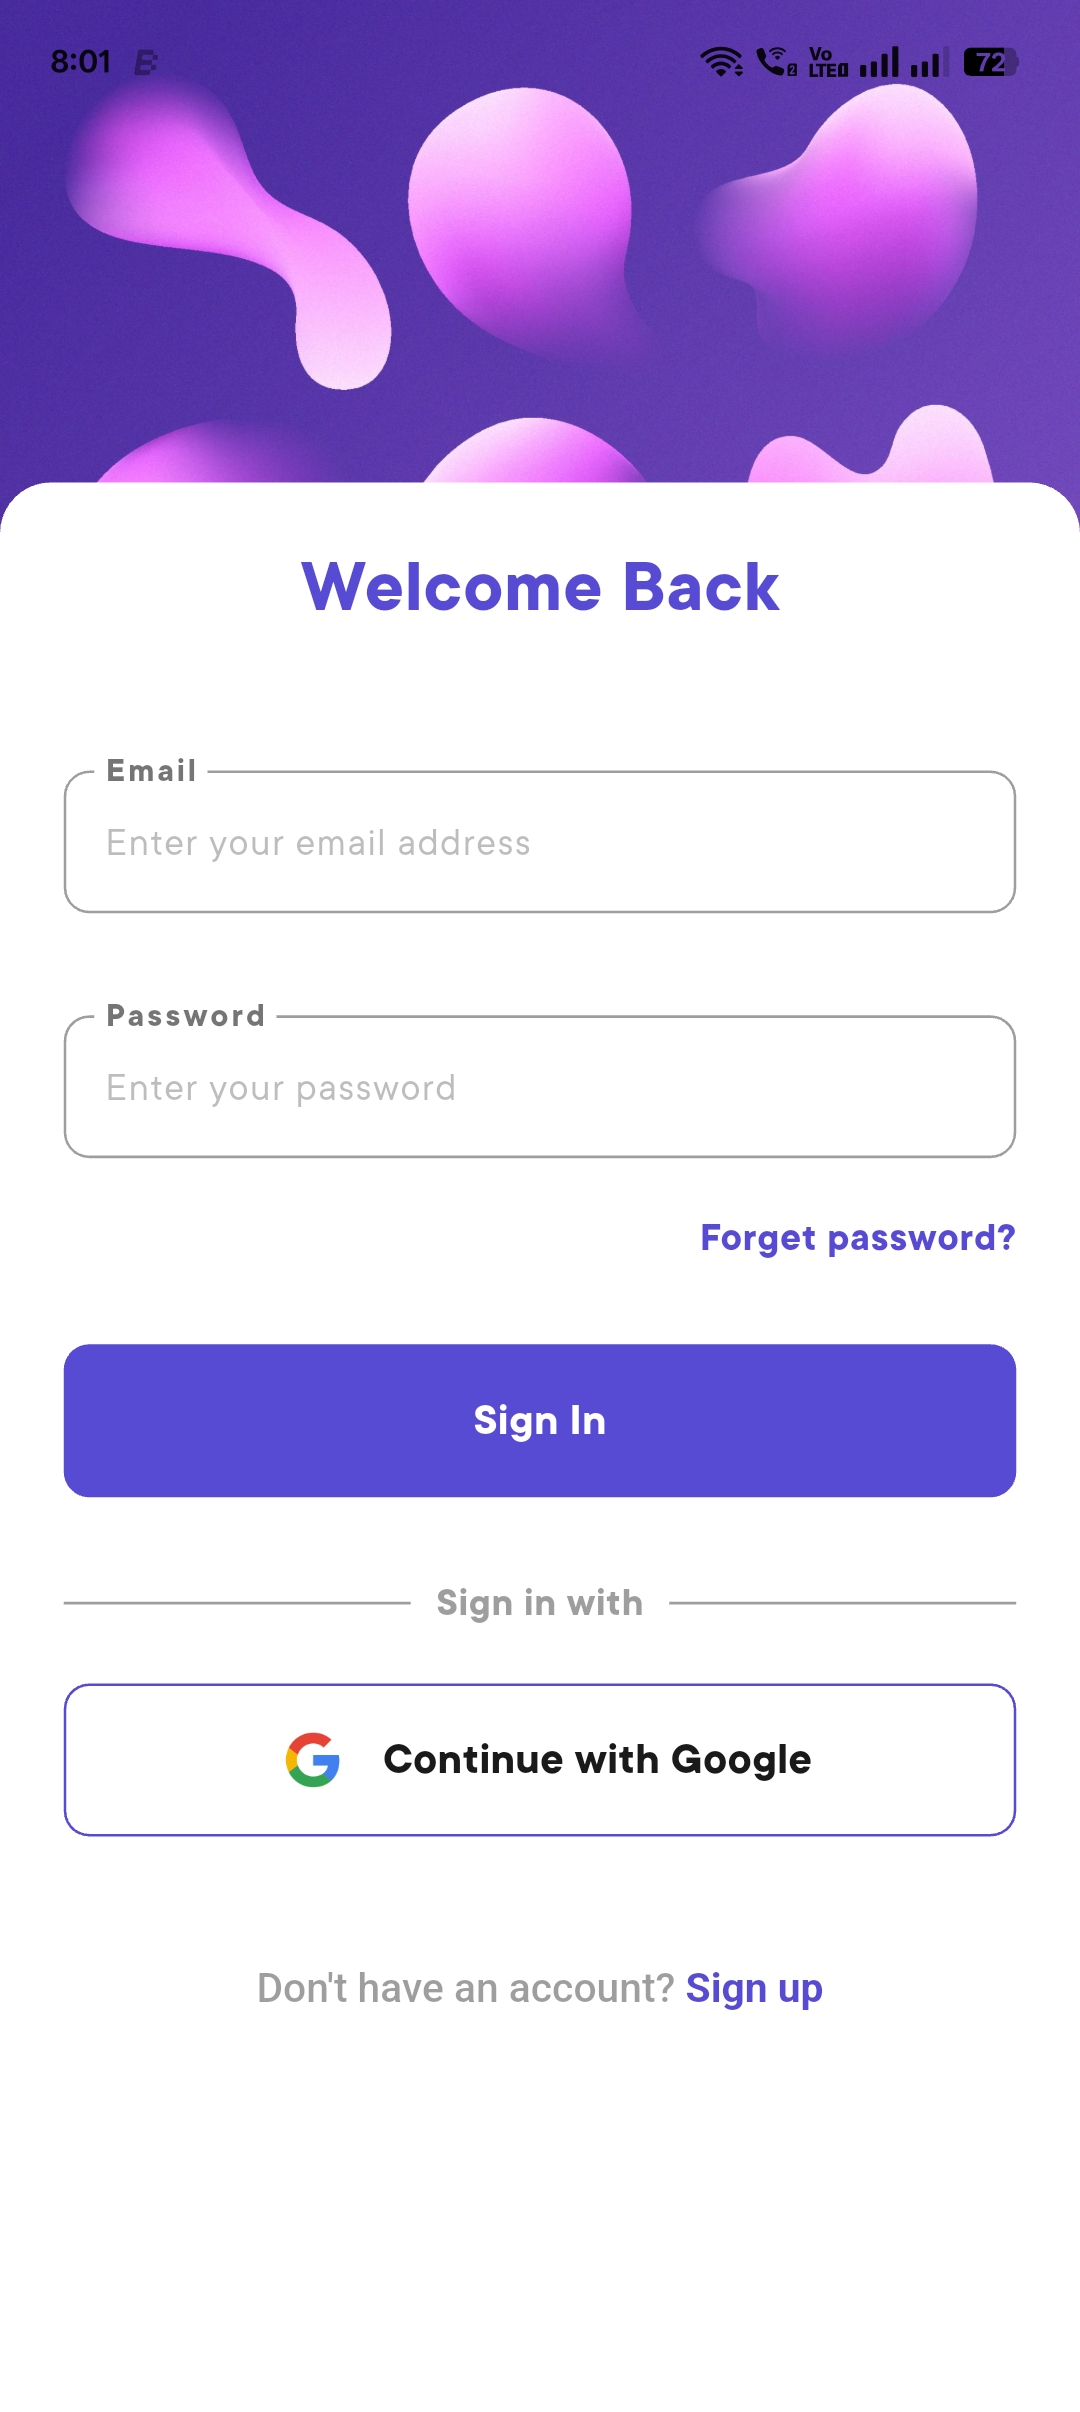 8:01
Vo
LTE
2
72
Welcome Back
Email
Enter your email address
Password
Enter your password
Forget password?
Sign In
Sign in with
Continue with Google
Don't have an account? Sign up